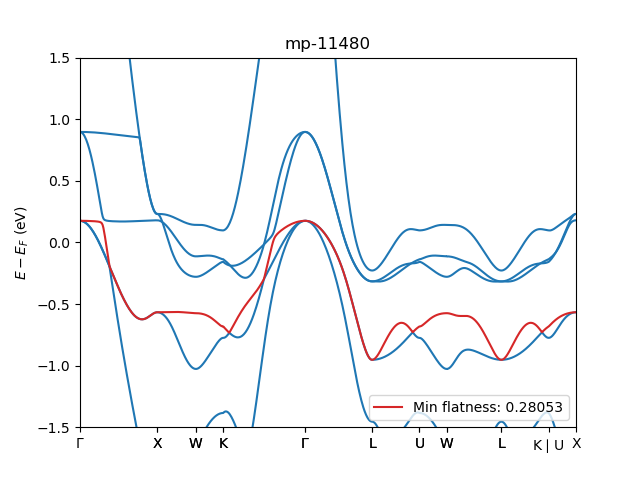 mp-11480
1.5
1.0
0.5
0.0
−0.5
−1.0
−1.5
E − E_F (eV)
Min flatness: 0.28053
Γ X W K Γ L U W L K | U X